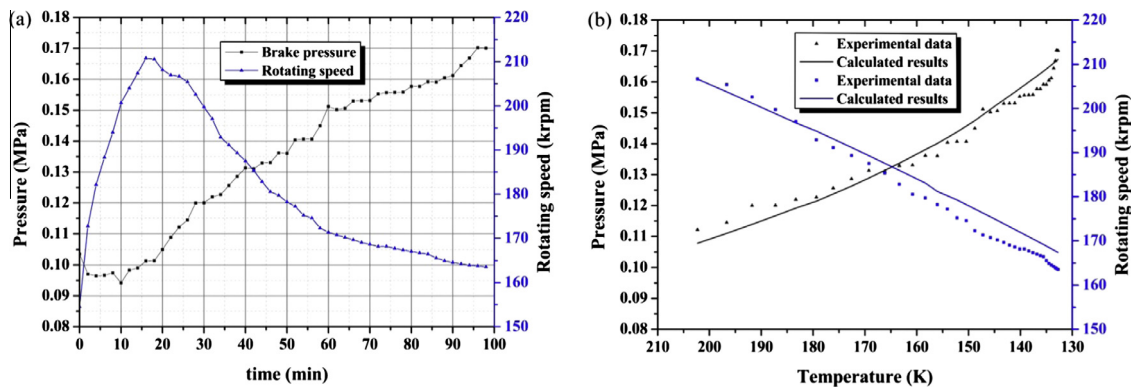 (a)
Brake pressure
Rotating speed
Pressure (MPa)
0.18
0.17
0.16
0.15
0.14
0.13
0.12
0.11
0.10
0.09
0.08
0 10 20 30 40 50 60 70 80 90 100
time (min)
220
210
200
190
180
170
160
150
Rotating speed (krpm)
(b)
Experimental data
Calculated results
Experimental data
Calculated results
Pressure (MPa)
0.18
0.17
0.16
0.15
0.14
0.13
0.12
0.11
0.10
0.09
0.08
210 200 190 180 170 160 150 140 130
Temperature (K)
220
210
200
190
180
170
160
150
Rotating speed (krpm)